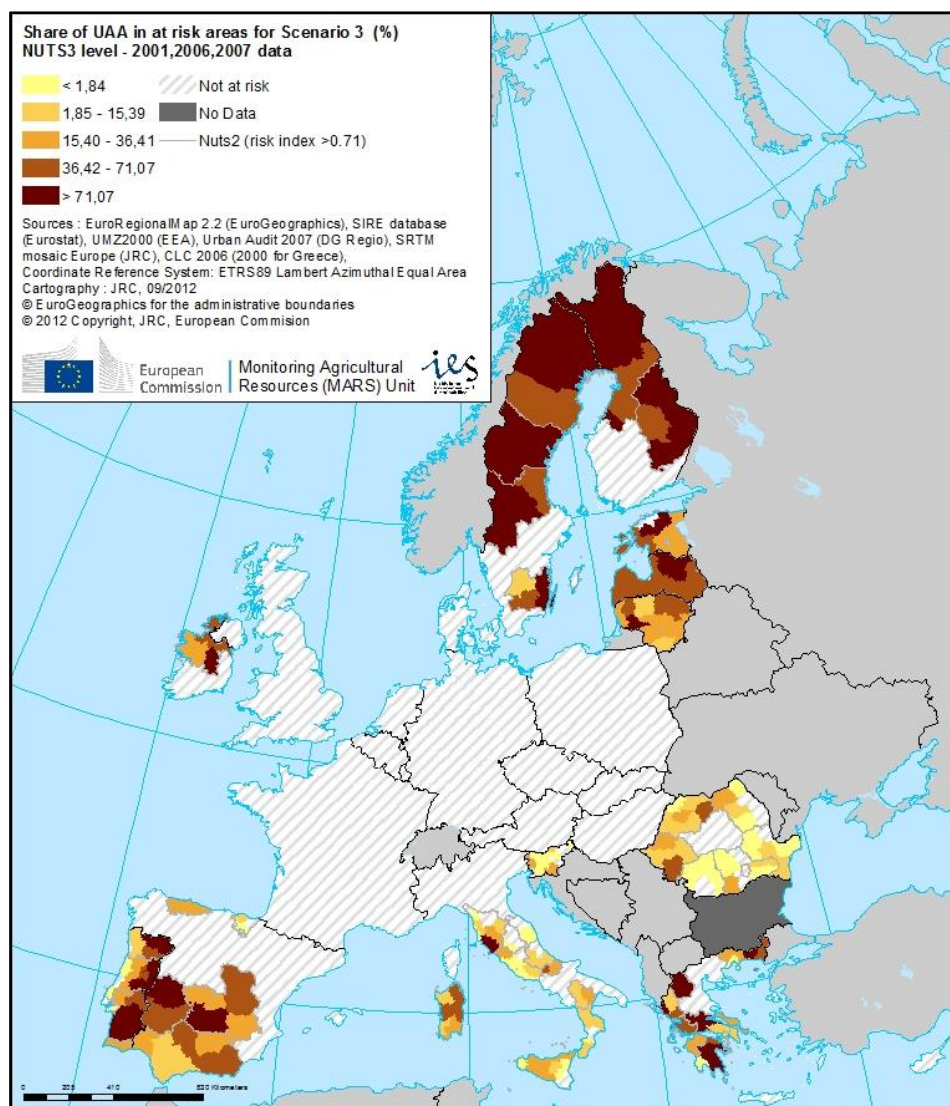 Share of UAA in at risk areas for Scenario 3 (%)
NUTS3 level - 2001,2006,2007 data
< 1,84
Not at risk
1,85 - 15,39
No Data
15,40 - 36,41
Nuts2 (risk index >0.71)
36,42 - 71,07
> 71,07
Sources : EuroRegionalMap 2.2 (EuroGeographics), SIRE database
(Eurostat), UMZ2000 (EEA), Urban Audit 2007 (DG Regio), SRTM
mosaic Europe (JRC), CLC 2006 (2000 for Greece),
Coordinate Reference System: ETRS89 Lambert Azimuthal Equal Area
Cartography : JRC, 09/2012
© EuroGeographics for the administrative boundaries
© 2012 Copyright, JRC, European Commision
European
Commission
Monitoring Agricultural
Resources (MARS) Unit
ies
0 205 410 820 Kilometers